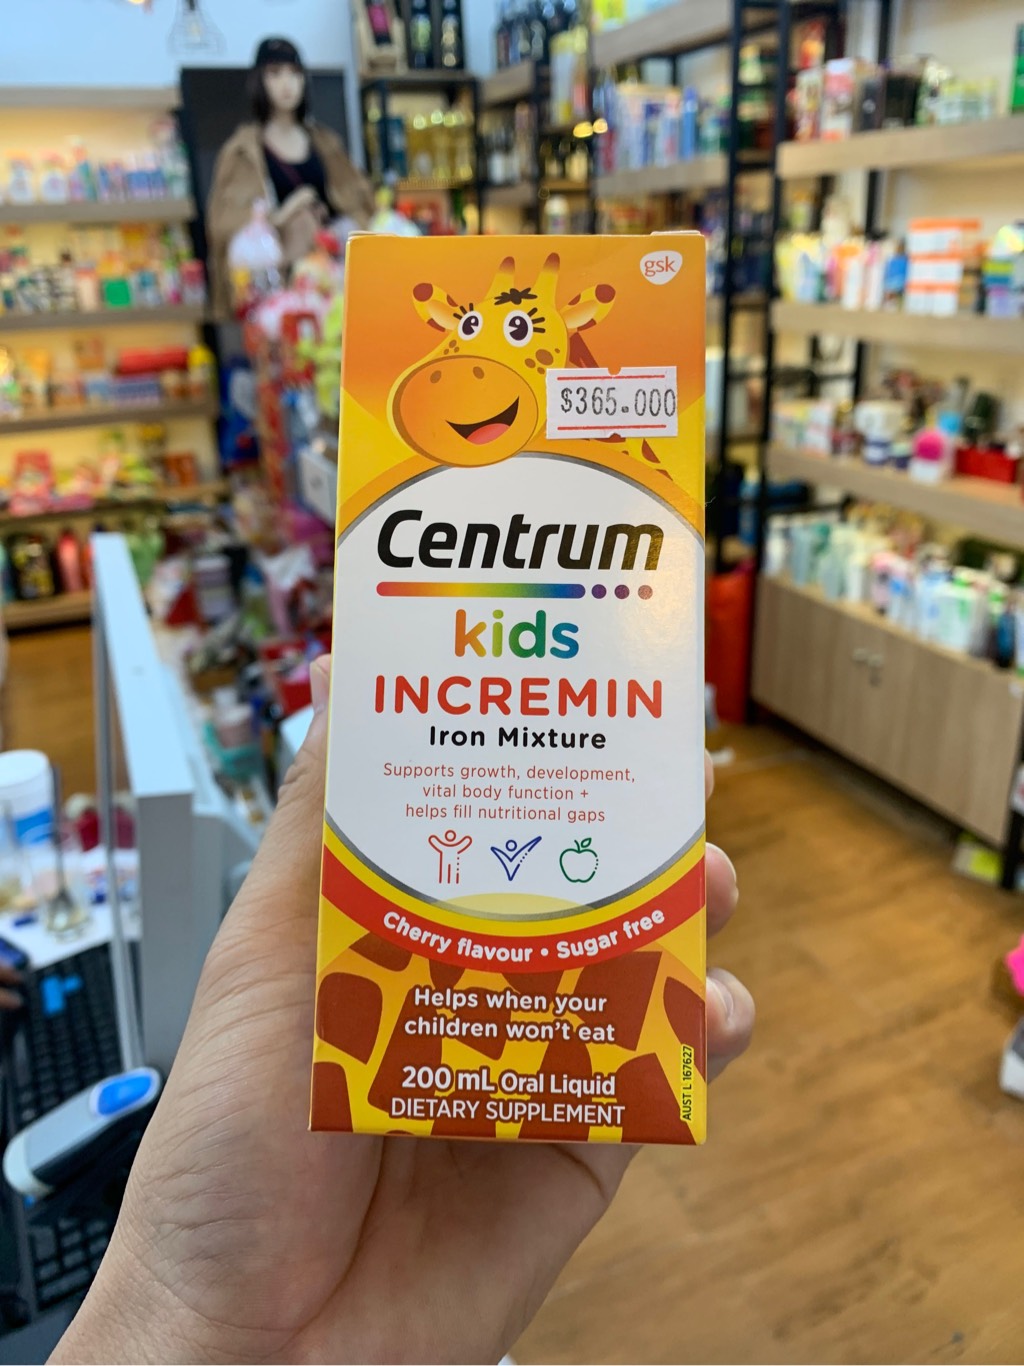 gsk
$365.000
Centrum
kids
INCREMIN
Iron Mixture
Supports growth, development,
vital body function +
helps fill nutritional gaps
Cherry flavour • Sugar free
Helps when your
children won't eat
200 mL Oral Liquid
DIETARY SUPPLEMENT
AUST L 167627